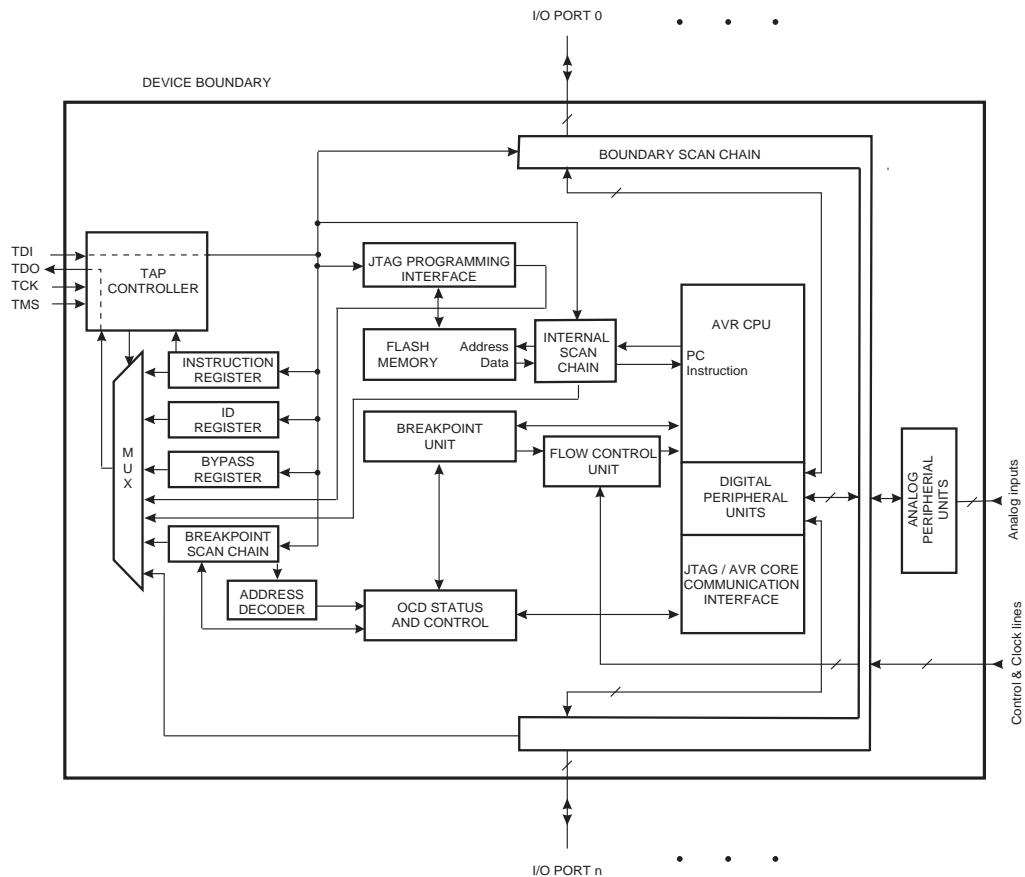 I/O PORT 0
DEVICE BOUNDARY
BOUNDARY SCAN CHAIN
TDI
TDO
TCK
TMS
TAP
CONTROLLER
JTAG PROGRAMMING
INTERFACE
AVR CPU
FLASH
MEMORY
Address
Data
INTERNAL
SCAN
CHAIN
PC
Instruction
INSTRUCTION
REGISTER
ID
REGISTER
BREAKPOINT
UNIT
FLOW CONTROL
UNIT
BYPASS
REGISTER
M
U
X
DIGITAL
PERIPHERAL
UNITS
ANALOG
PERIPHERIAL
UNITS
Analog inputs
BREAKPOINT
SCAN CHAIN
JTAG / AVR CORE
COMMUNICATION
INTERFACE
ADDRESS
DECODER
OCD STATUS
AND CONTROL
Control & Clock lines
I/O PORT n